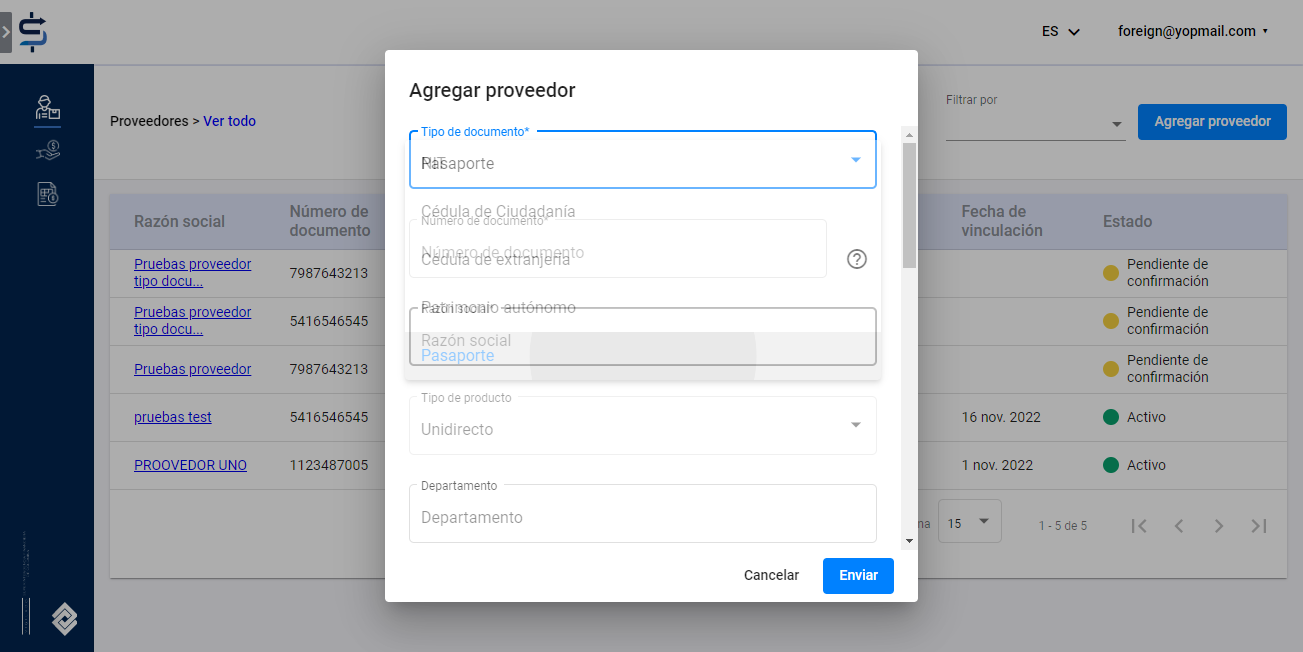 ES
foreign@yopmail.com
Proveedores > Ver todo
Filtrar por
Agregar proveedor
Razón social
Número de
documento
Fecha de
vinculación
Estado
Pruebas proveedor
tipo docu...
7987643213
Pendiente de
confirmación
Pruebas proveedor
tipo docu...
5416546545
Pendiente de
confirmación
Pruebas proveedor
7987643213
Pendiente de
confirmación
pruebas test
5416546545
16 nov. 2022
Activo
PROOVEDOR UNO
1123487005
1 nov. 2022
Activo
na
15
1 - 5 de 5
Agregar proveedor
Tipo de documento*
Pasaporte
NIT
Cédula de Ciudadanía
Número de documento*
Número de documento
Cédula de extranjería
Patrimonio autónomo
Razón social*
Razón social
Pasaporte
Tipo de producto
Unidirecto
Departamento
Departamento
Cancelar
Enviar